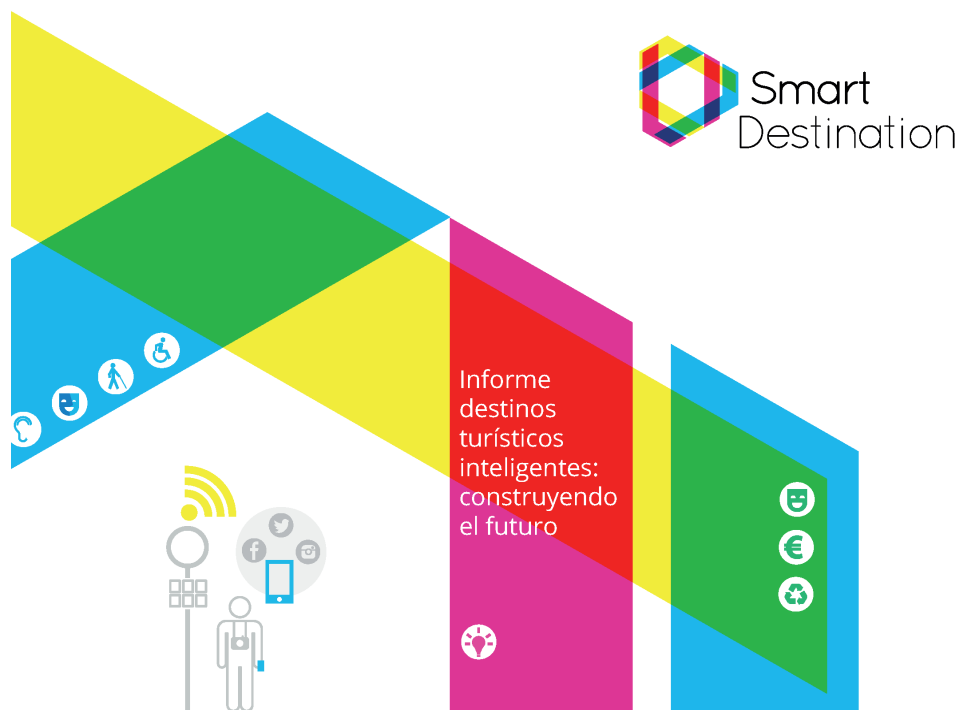 Smart
Destination
Informe
destinos
turísticos
inteligentes:
construyendo
el futuro